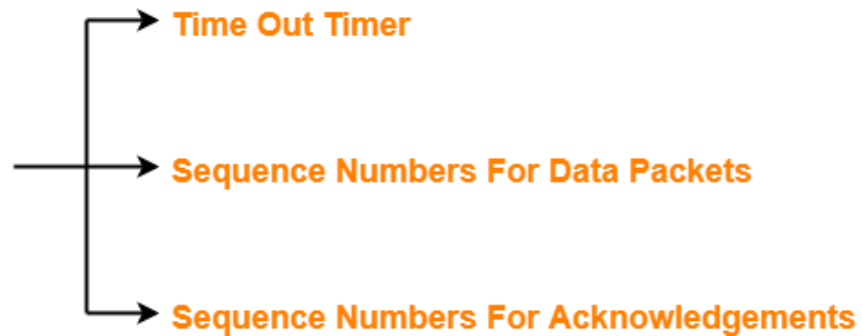 Time Out Timer
Sequence Numbers For Data Packets
Sequence Numbers For Acknowledgements